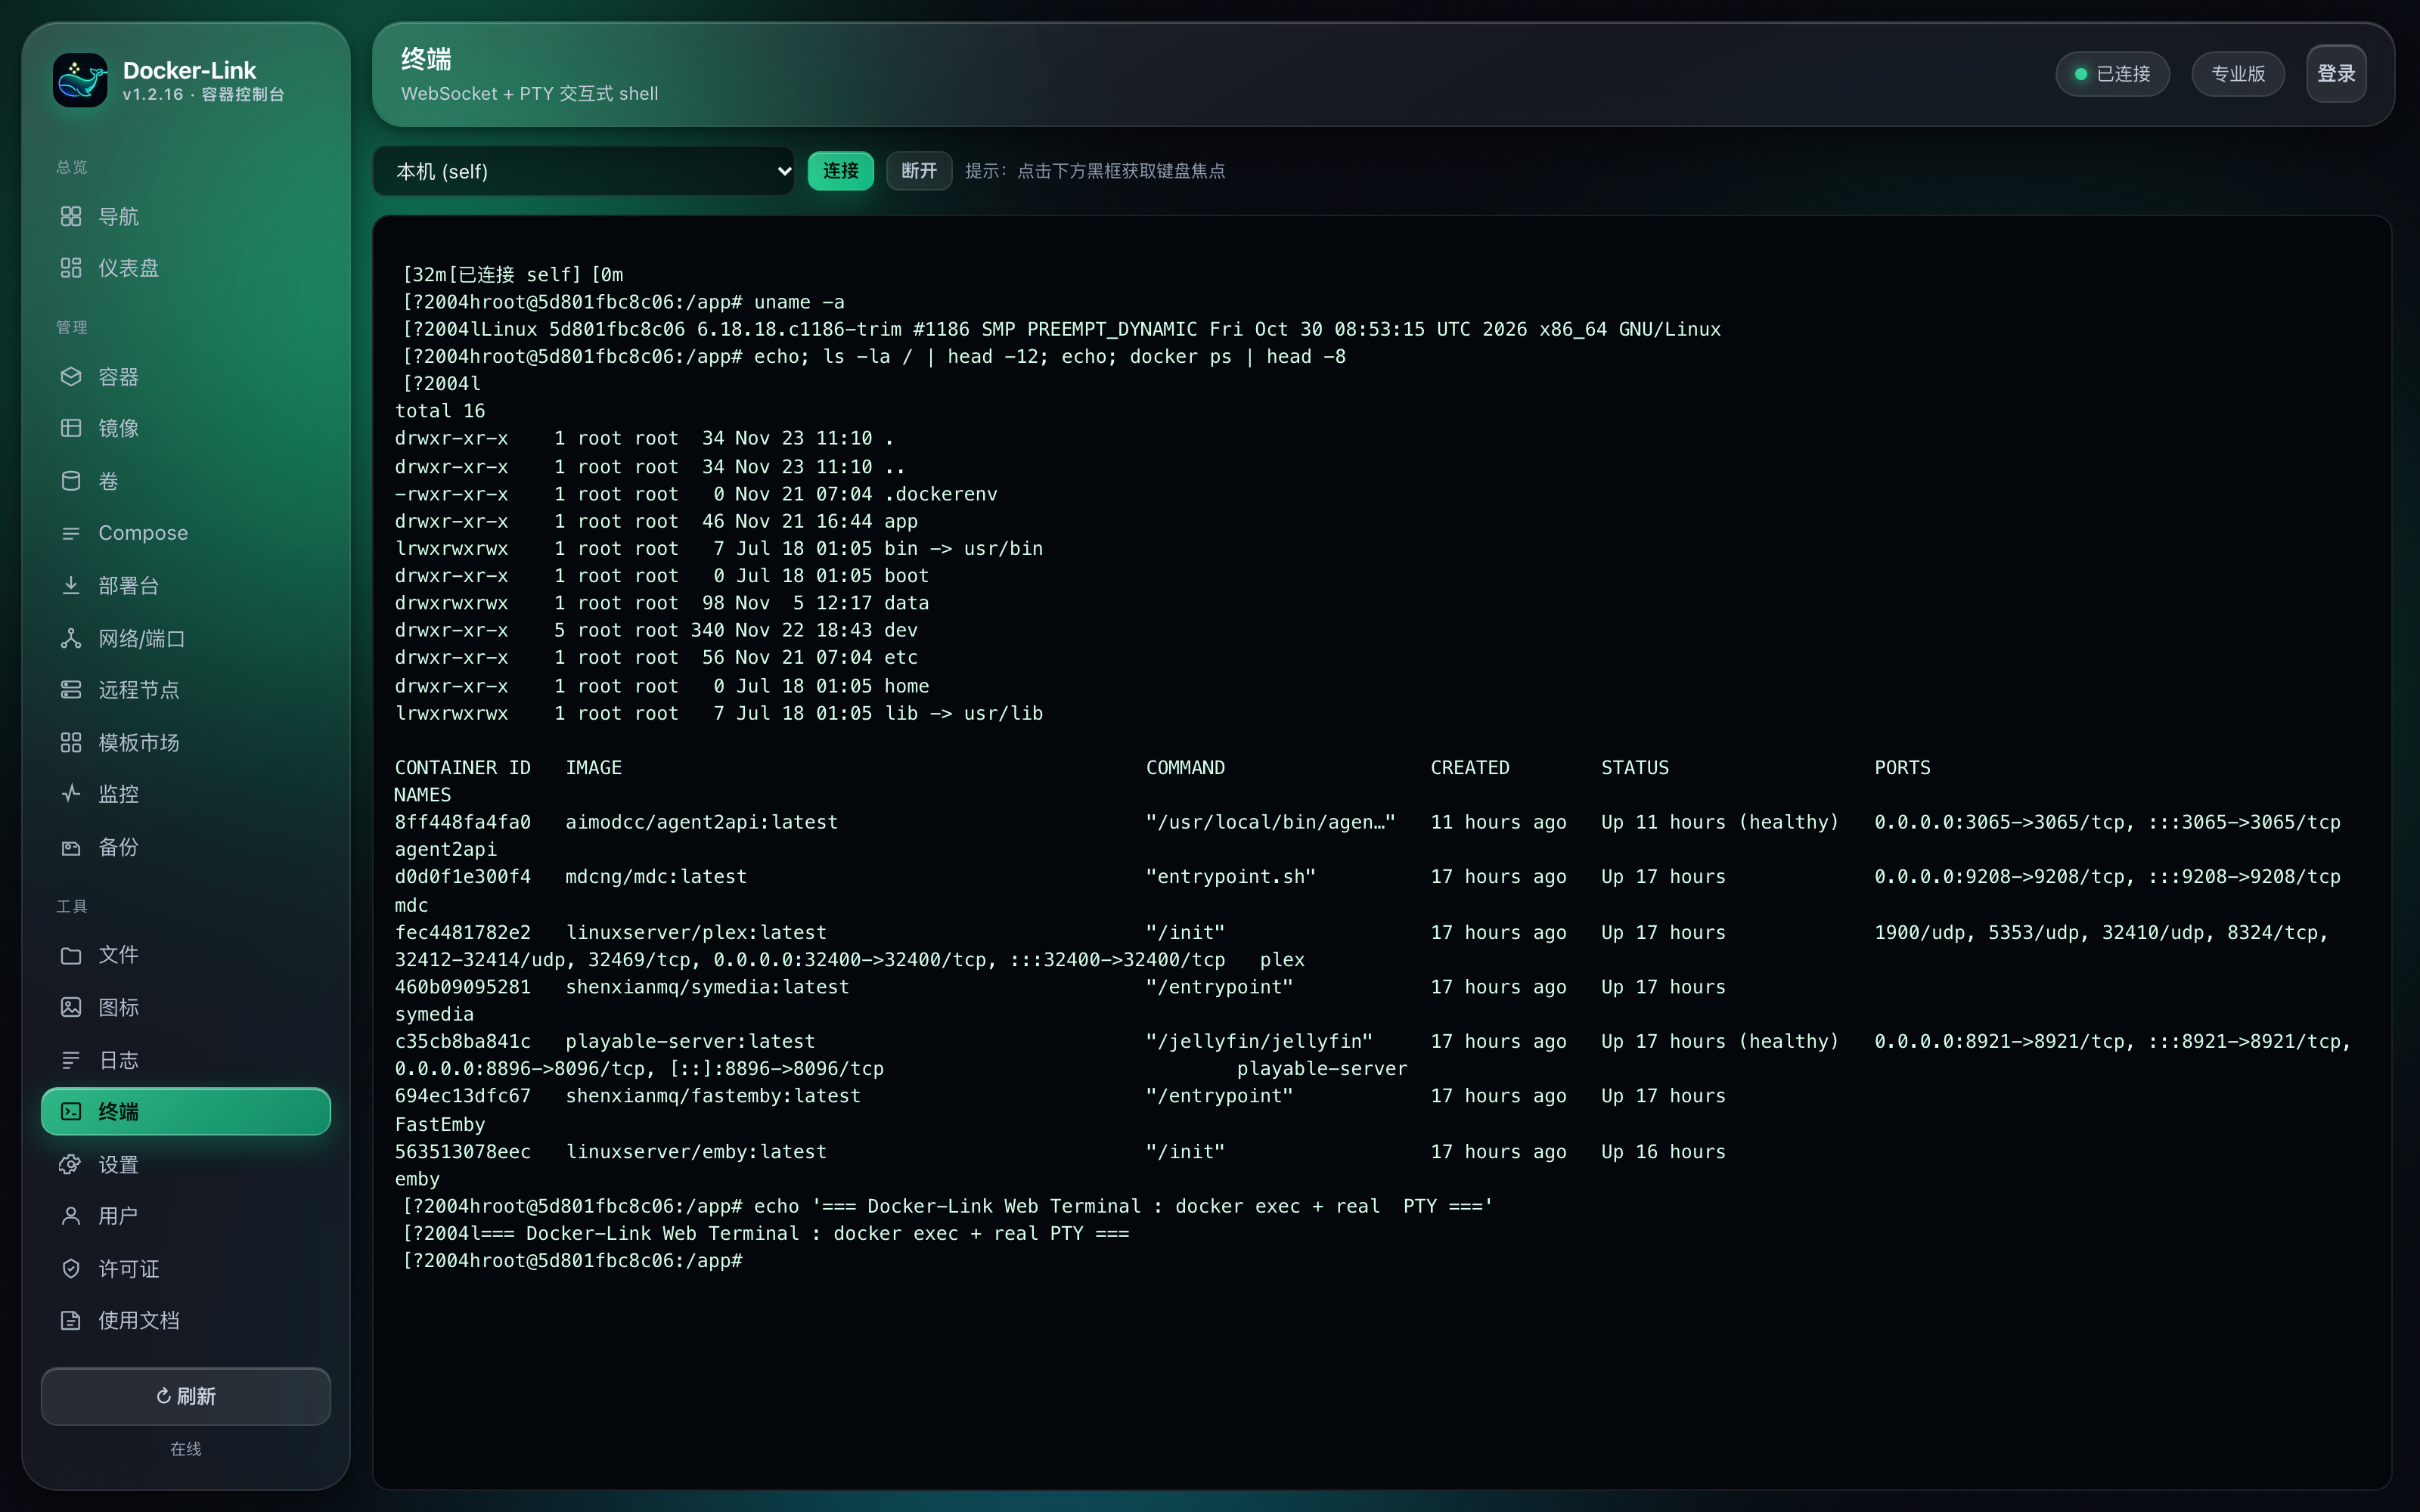 Docker-Link
v1.2.16 · 容器控制台
总览
导航
仪表盘
管理
容器
镜像
卷
Compose
部署台
网络/端口
远程节点
模板市场
监控
备份
工具
文件
图标
日志
终端
设置
用户
许可证
使用文档
↻ 刷新
在线
终端
WebSocket + PTY 交互式 shell
已连接
专业版
登录
本机 (self)
连接
断开
提示：点击下方黑框获取键盘焦点
[32m[已连接 self] [0m
[?2004hroot@5d801fbc8c06:/app# uname -a
[?2004lLinux 5d801fbc8c06 6.18.18.c1186-trim #1186 SMP PREEMPT_DYNAMIC Fri Oct 30 08:53:15 UTC 2026 x86_64 GNU/Linux
[?2004hroot@5d801fbc8c06:/app# echo; ls -la / | head -12; echo; docker ps | head -8
[?2004l
total 16
drwxr-xr-x    1 root root  34 Nov 23 11:10 .
drwxr-xr-x    1 root root  34 Nov 23 11:10 ..
-rwxr-xr-x    1 root root   0 Nov 21 07:04 .dockerenv
drwxr-xr-x    1 root root  46 Nov 21 16:44 app
lrwxrwxrwx    1 root root   7 Jul 18 01:05 bin -> usr/bin
drwxr-xr-x    1 root root   0 Jul 18 01:05 boot
drwxrwxrwx    1 root root  98 Nov  5 12:17 data
drwxr-xr-x    5 root root 340 Nov 22 18:43 dev
drwxr-xr-x    1 root root  56 Nov 21 07:04 etc
drwxr-xr-x    1 root root   0 Jul 18 01:05 home
lrwxrwxrwx    1 root root   7 Jul 18 01:05 lib -> usr/lib
CONTAINER ID   IMAGE   COMMAND   CREATED   STATUS   PORTS
NAMES
8ff448fa4fa0   aimodcc/agent2api:latest   "/usr/local/bin/agen…"   11 hours ago   Up 11 hours (healthy)   0.0.0.0:3065->3065/tcp, :::3065->3065/tcp
agent2api
d0d0f1e300f4   mdcng/mdc:latest   "entrypoint.sh"   17 hours ago   Up 17 hours   0.0.0.0:9208->9208/tcp, :::9208->9208/tcp
mdc
fec4481782e2   linuxserver/plex:latest   "/init"   17 hours ago   Up 17 hours   1900/udp, 5353/udp, 32410/udp, 8324/tcp,
32412-32414/udp, 32469/tcp, 0.0.0.0:32400->32400/tcp, :::32400->32400/tcp   plex
460b09095281   shenxianmq/symedia:latest   "/entrypoint"   17 hours ago   Up 17 hours
symedia
c35cb8ba841c   playable-server:latest   "/jellyfin/jellyfin"   17 hours ago   Up 17 hours (healthy)   0.0.0.0:8921->8921/tcp, :::8921->8921/tcp,
0.0.0.0:8896->8096/tcp, [::]:8896->8096/tcp   playable-server
694ec13dfc67   shenxianmq/fastemby:latest   "/entrypoint"   17 hours ago   Up 17 hours
FastEmby
563513078eec   linuxserver/emby:latest   "/init"   17 hours ago   Up 16 hours
emby
[?2004hroot@5d801fbc8c06:/app# echo '=== Docker-Link Web Terminal : docker exec + real  PTY ==='
[?2004l=== Docker-Link Web Terminal : docker exec + real PTY ===
[?2004hroot@5d801fbc8c06:/app#